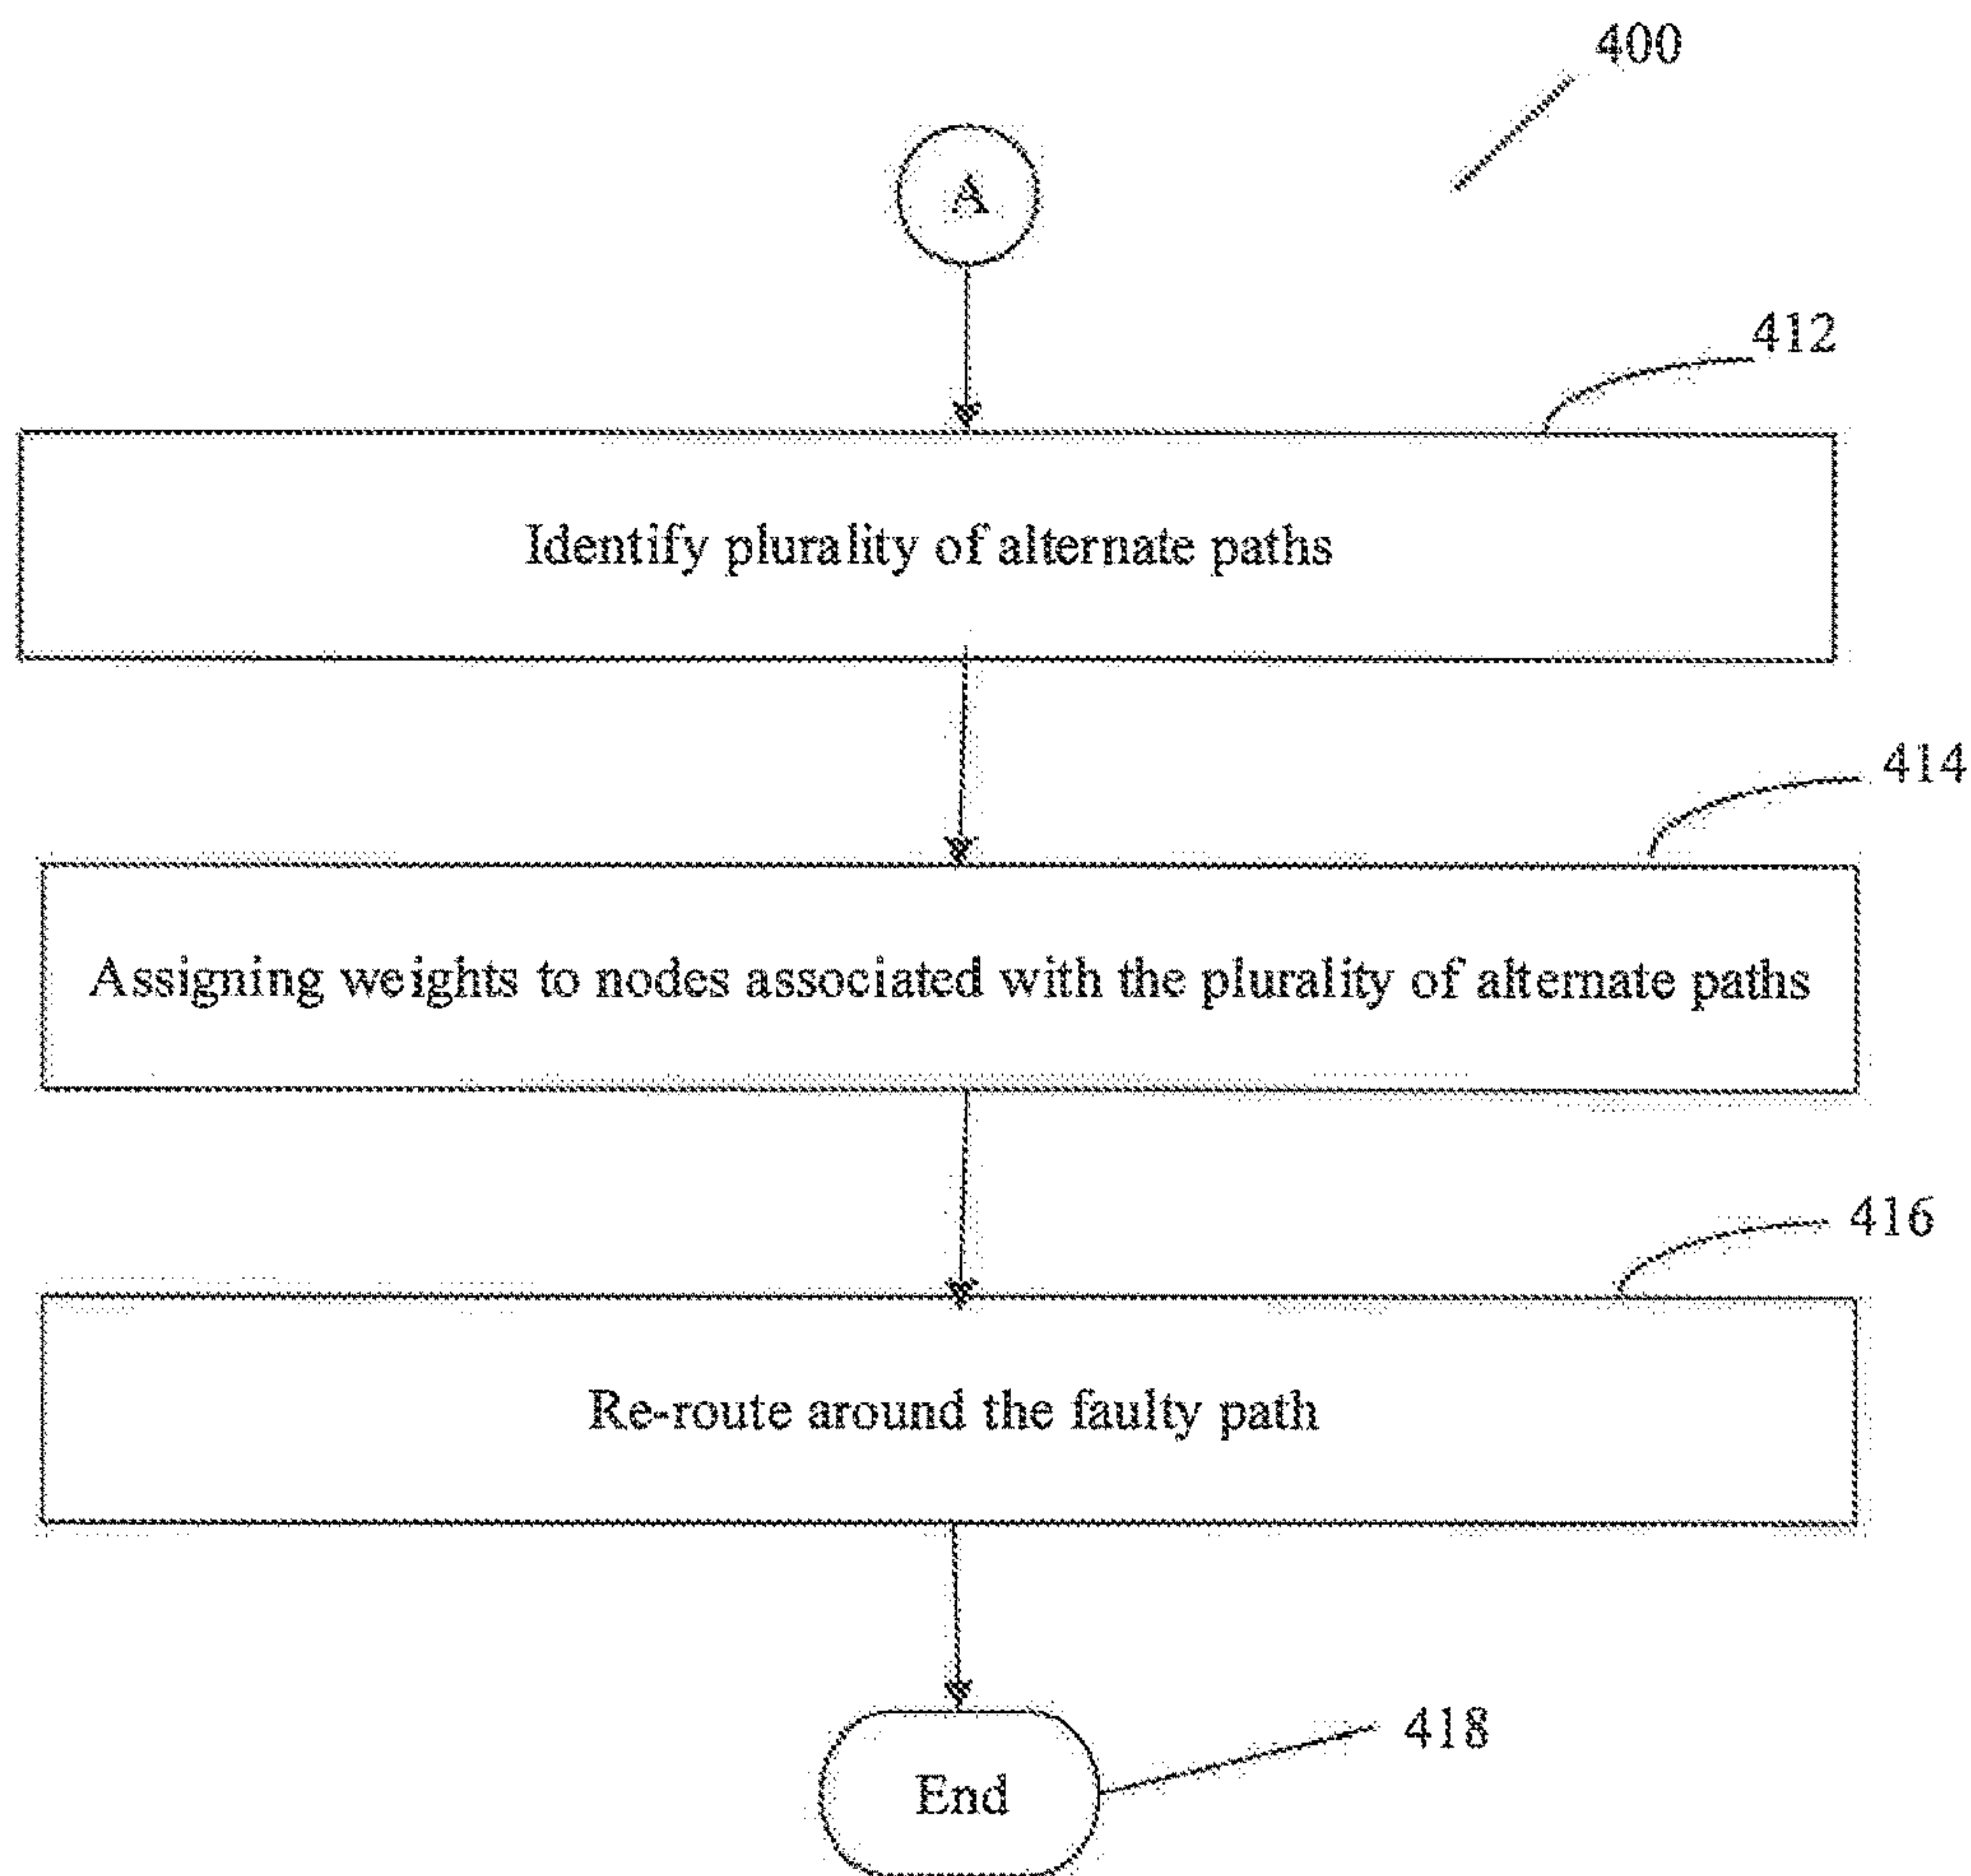 400
A
412
Identify plurality of alternate paths
414
Assigning weights to nodes associated with the plurality of alternate paths
416
Re-route around the faulty path
418
End